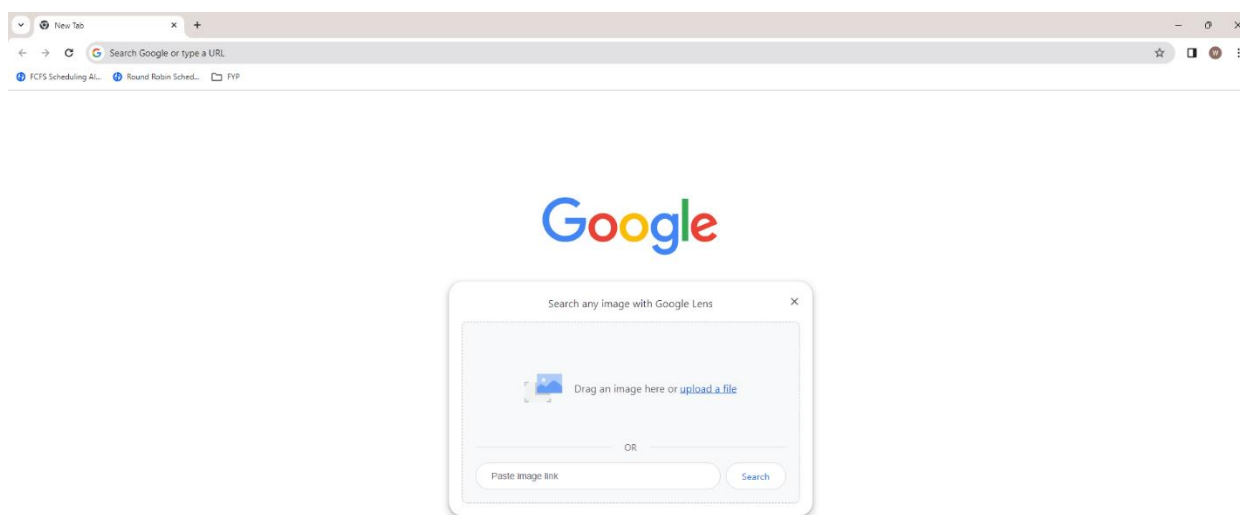 New Tab
Search Google or type a URL
W
FCFS Scheduling Al... Round Robin Sched... FYP
Google
Search any image with Google Lens
Drag an image here or upload a file
OR
Paste image link Search